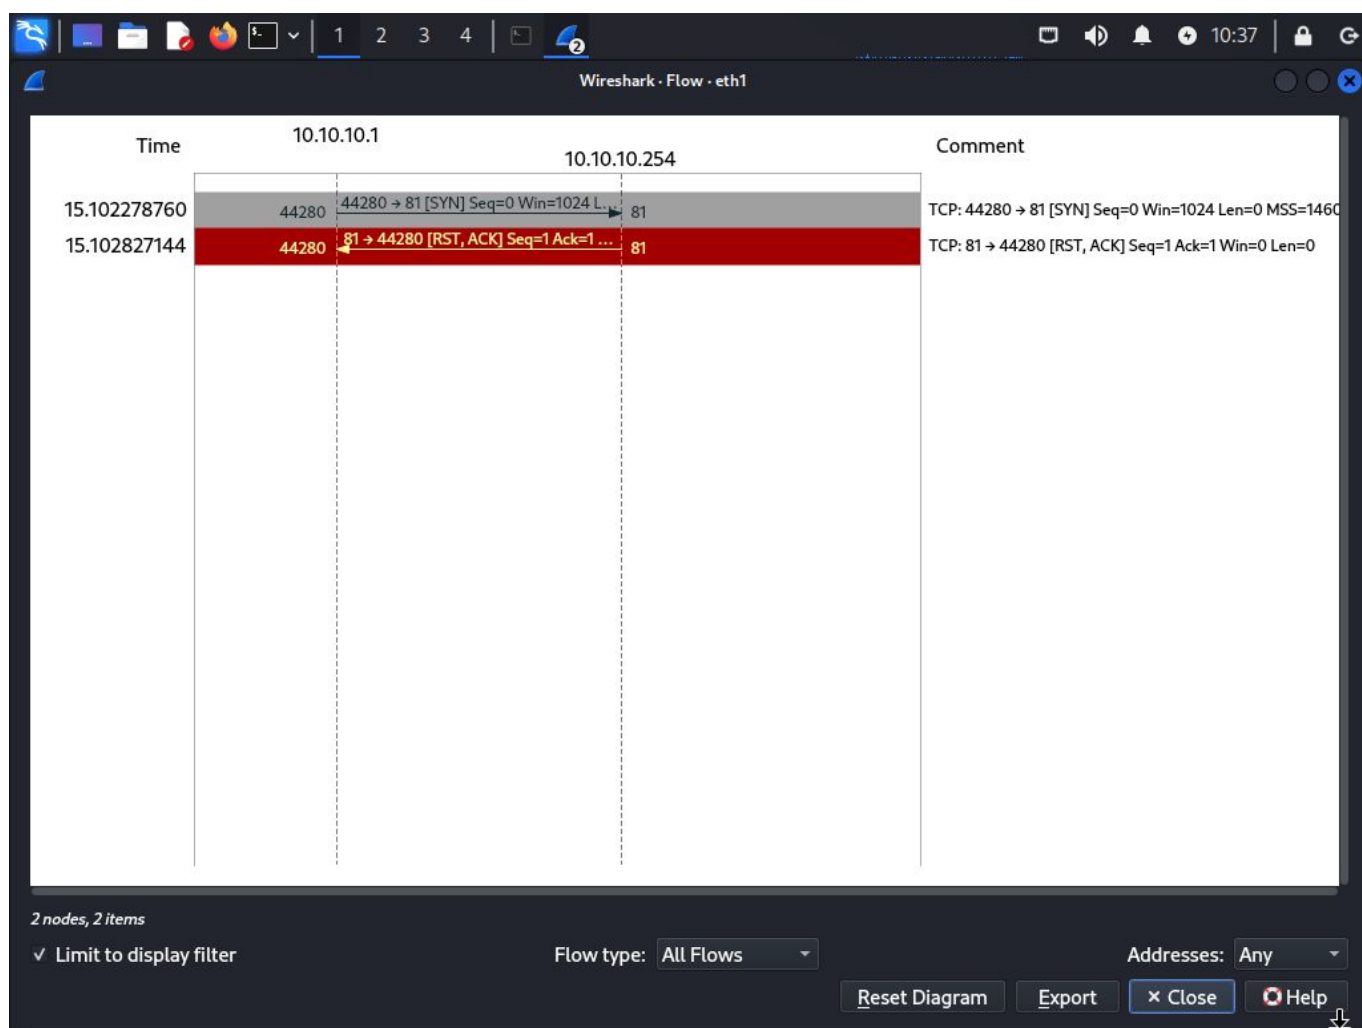 1 2 3 4 2 10:37
Wireshark · Flow · eth1
Time 10.10.10.1 10.10.10.254 Comment
15.102278760 44280 44280 → 81 [SYN] Seq=0 Win=1024 L… 81 TCP: 44280 → 81 [SYN] Seq=0 Win=1024 Len=0 MSS=1460
15.102827144 44280 81 → 44280 [RST, ACK] Seq=1 Ack=1 … 81 TCP: 81 → 44280 [RST, ACK] Seq=1 Ack=1 Win=0 Len=0
2 nodes, 2 items
✓ Limit to display filter Flow type: All Flows Addresses: Any
Reset Diagram Export × Close Help